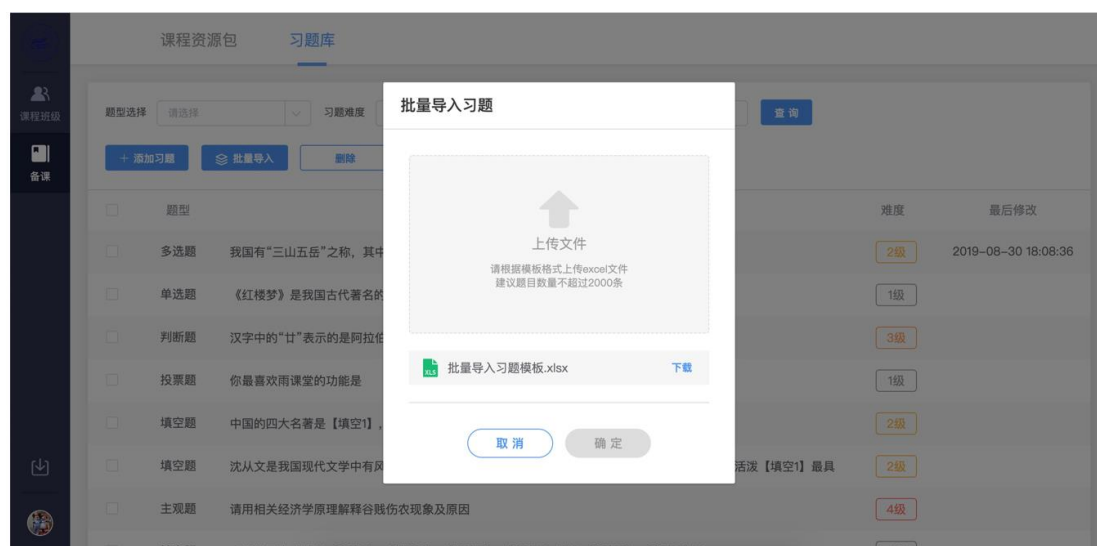 课程资源包 习题库
课程班级
备课
题型选择 请选择 习题难度 查询
添加习题 批量导入 删除
批量导入习题
上传文件
请根据模板格式上传excel文件
建议题目数量不超过2000条
XLS 批量导入习题模板.xlsx 下载
取消 确定
题型 难度 最后修改
多选题 我国有“三山五岳”之称，其中 2级 2019-08-30 18:08:36
单选题 《红楼梦》是我国古代著名的 1级
判断题 汉字中的“廿”表示的是阿拉伯 3级
投票题 你最喜欢雨课堂的功能是 1级
填空题 中国的四大名著是【填空1】, 2级
填空题 沈从文是我国现代文学中有风 活泼【填空1】最具 2级
主观题 请用相关经济学原理解释谷贱伤农现象及原因 4级